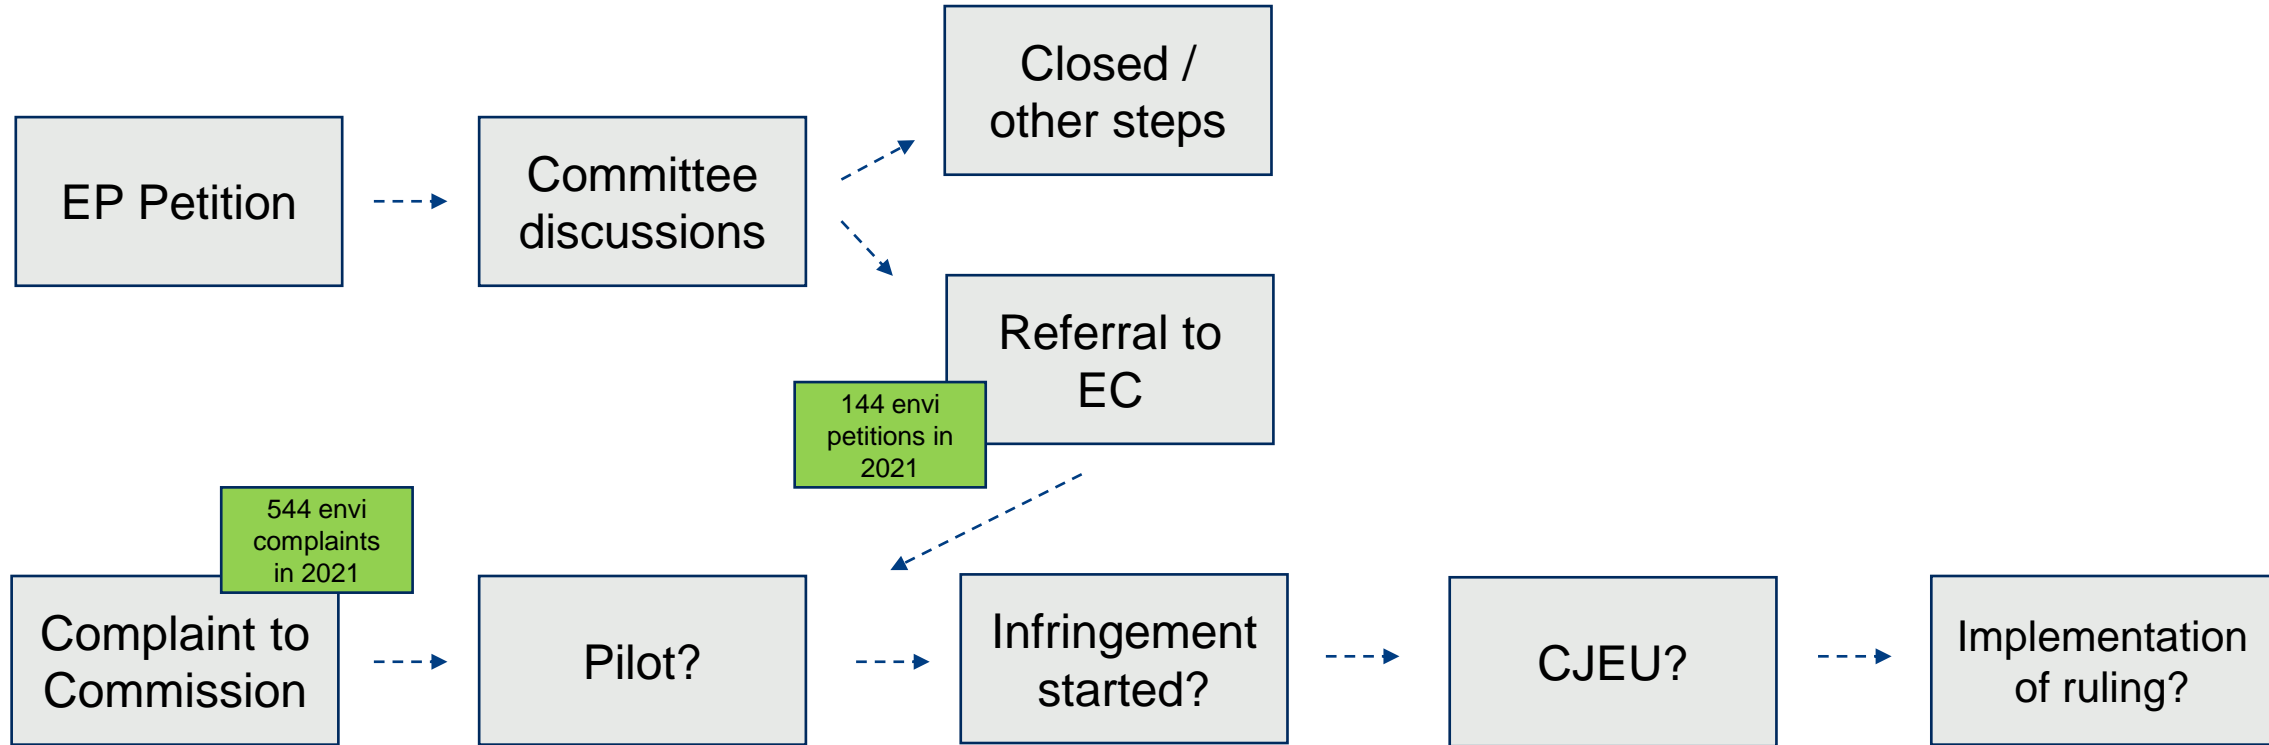 Closed /
other steps
EP Petition
Committee
discussions
Referral to
EC
144 envi
petitions in
2021
544 envi
complaints
in 2021
Complaint to
Commission
Pilot?
Infringement
started?
CJEU?
Implementation
of ruling?